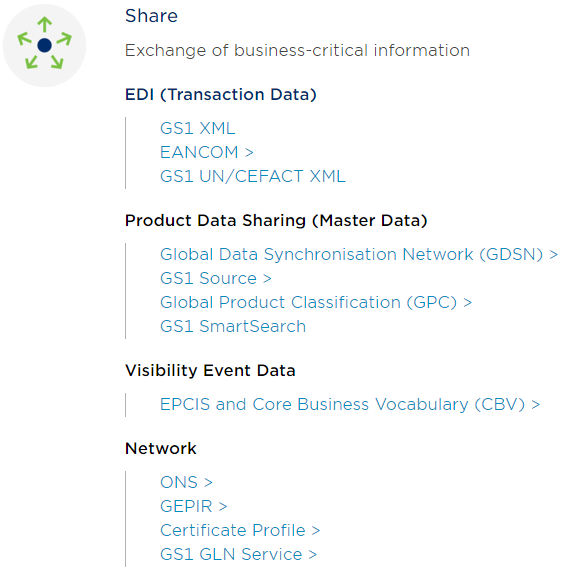 Share
Exchange of business-critical information
EDI (Transaction Data)
GS1 XML
EANCOM >
GS1 UN/CEFACT XML
Product Data Sharing (Master Data)
Global Data Synchronisation Network (GDSN) >
GS1 Source >
Global Product Classification (GPC) >
GS1 SmartSearch
Visibility Event Data
EPCIS and Core Business Vocabulary (CBV) >
Network
ONS >
GEPIR >
Certificate Profile >
GS1 GLN Service >